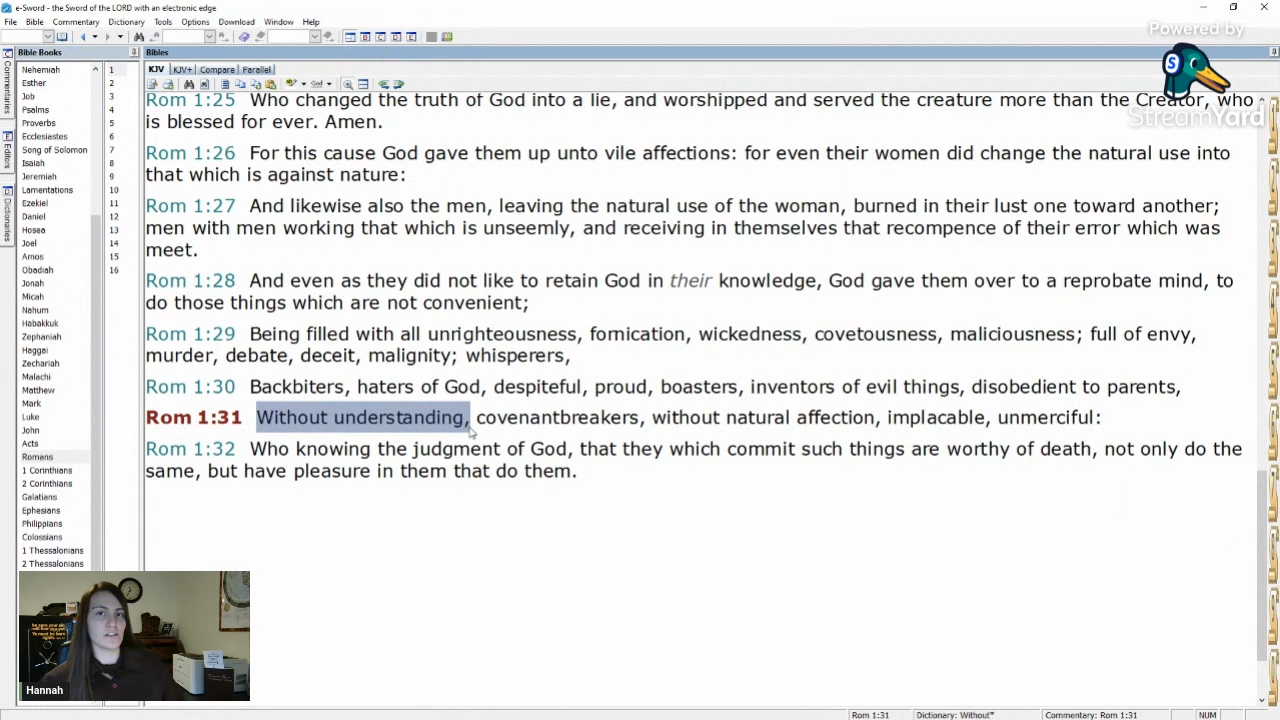 e-Sword - the Sword of the LORD with an electronic edge
File Bible Commentary Dictionary Tools Options Download Window Help
Powered by
StreamYard
Bible Books
Bibles
KJV KJV+ Compare Parallel
Commentaries
Editors
Dictionaries
Nehemiah
Esther
Job
Psalms
Proverbs
Ecclesiastes
Song of Solomon
Isaiah
Jeremiah
Lamentations
Ezekiel
Daniel
Hosea
Joel
Amos
Obadiah
Jonah
Micah
Nahum
Habakkuk
Zephaniah
Haggai
Zechariah
Malachi
Matthew
Mark
Luke
John
Acts
Romans
1 Corinthians
2 Corinthians
Galatians
Ephesians
Philippians
Colossians
1 Thessalonians
2 Thessalonians
1
2
3
4
5
6
7
8
9
10
11
12
13
14
15
16
Rom 1:25 Who changed the truth of God into a lie, and worshipped and served the creature more than the Creator, who
is blessed for ever. Amen.
Rom 1:26 For this cause God gave them up unto vile affections: for even their women did change the natural use into
that which is against nature:
Rom 1:27 And likewise also the men, leaving the natural use of the woman, burned in their lust one toward another;
men with men working that which is unseemly, and receiving in themselves that recompence of their error which was
meet.
Rom 1:28 And even as they did not like to retain God in their knowledge, God gave them over to a reprobate mind, to
do those things which are not convenient;
Rom 1:29 Being filled with all unrighteousness, fornication, wickedness, covetousness, maliciousness; full of envy,
murder, debate, deceit, malignity; whisperers,
Rom 1:30 Backbiters, haters of God, despiteful, proud, boasters, inventors of evil things, disobedient to parents,
Rom 1:31 Without understanding, covenantbreakers, without natural affection, implacable, unmerciful:
Rom 1:32 Who knowing the judgment of God, that they which commit such things are worthy of death, not only do the
same, but have pleasure in them that do them.
Hannah
Rom 1:31 Dictionary: Without* Commentary: Rom 1:31 NUM